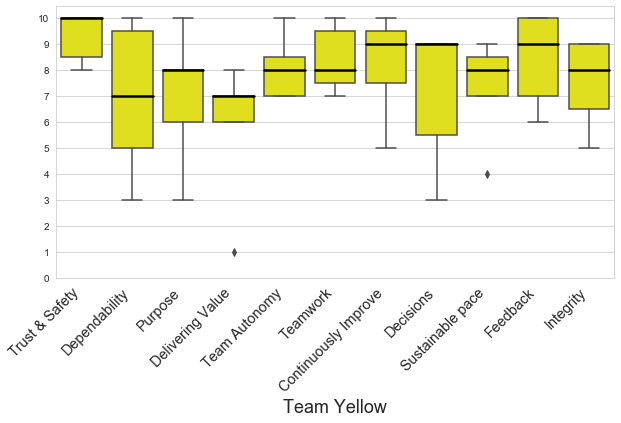 10
9
8
7
6
5
4
3
2
1
0
Trust & Safety
Dependability
Purpose
Delivering Value
Team Autonomy
Teamwork
Continuously Improve
Decisions
Sustainable pace
Feedback
Integrity
Team Yellow